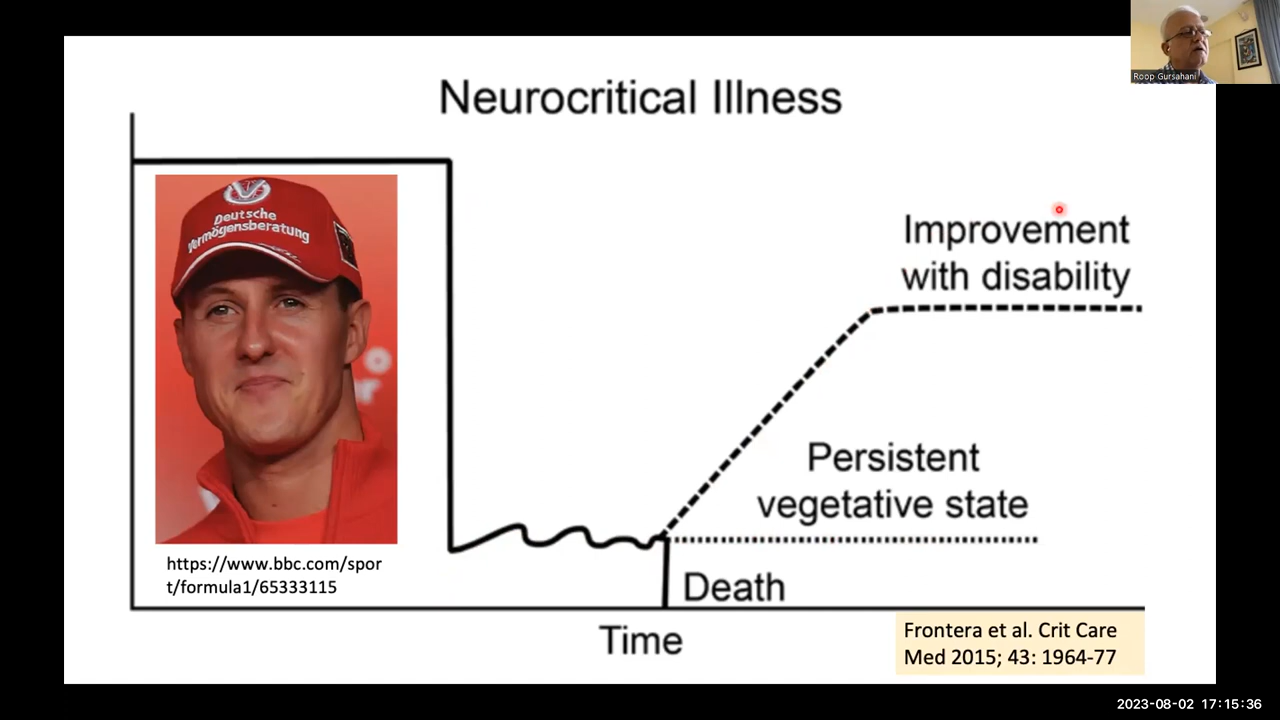 Roop Gursahani
Neurocritical Illness
Deutsche
Vermögensberatung
Improvement
with disability
Persistent
vegetative state
https://www.bbc.com/spor
t/formula1/65333115
Death
Time
Frontera et al. Crit Care
Med 2015; 43: 1964-77
2023-08-02 17:15:36